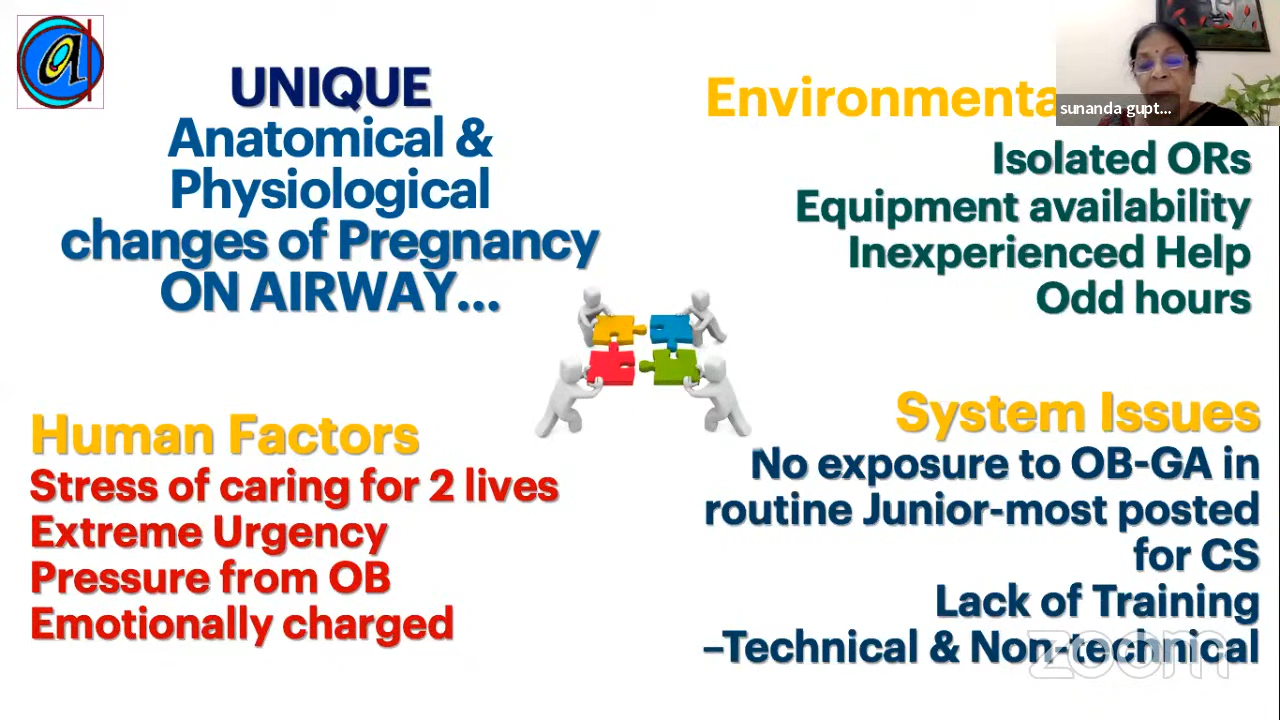 UNIQUE
Anatomical &
Physiological
changes of Pregnancy
ON AIRWAY...
Environmenta
sunanda gupt...
Isolated ORs
Equipment availability
Inexperienced Help
Odd hours
Human Factors
Stress of caring for 2 lives
Extreme Urgency
Pressure from OB
Emotionally charged
System Issues
No exposure to OB-GA in
routine Junior-most posted
for CS
Lack of Training
–Technical & Non-technical
zoom